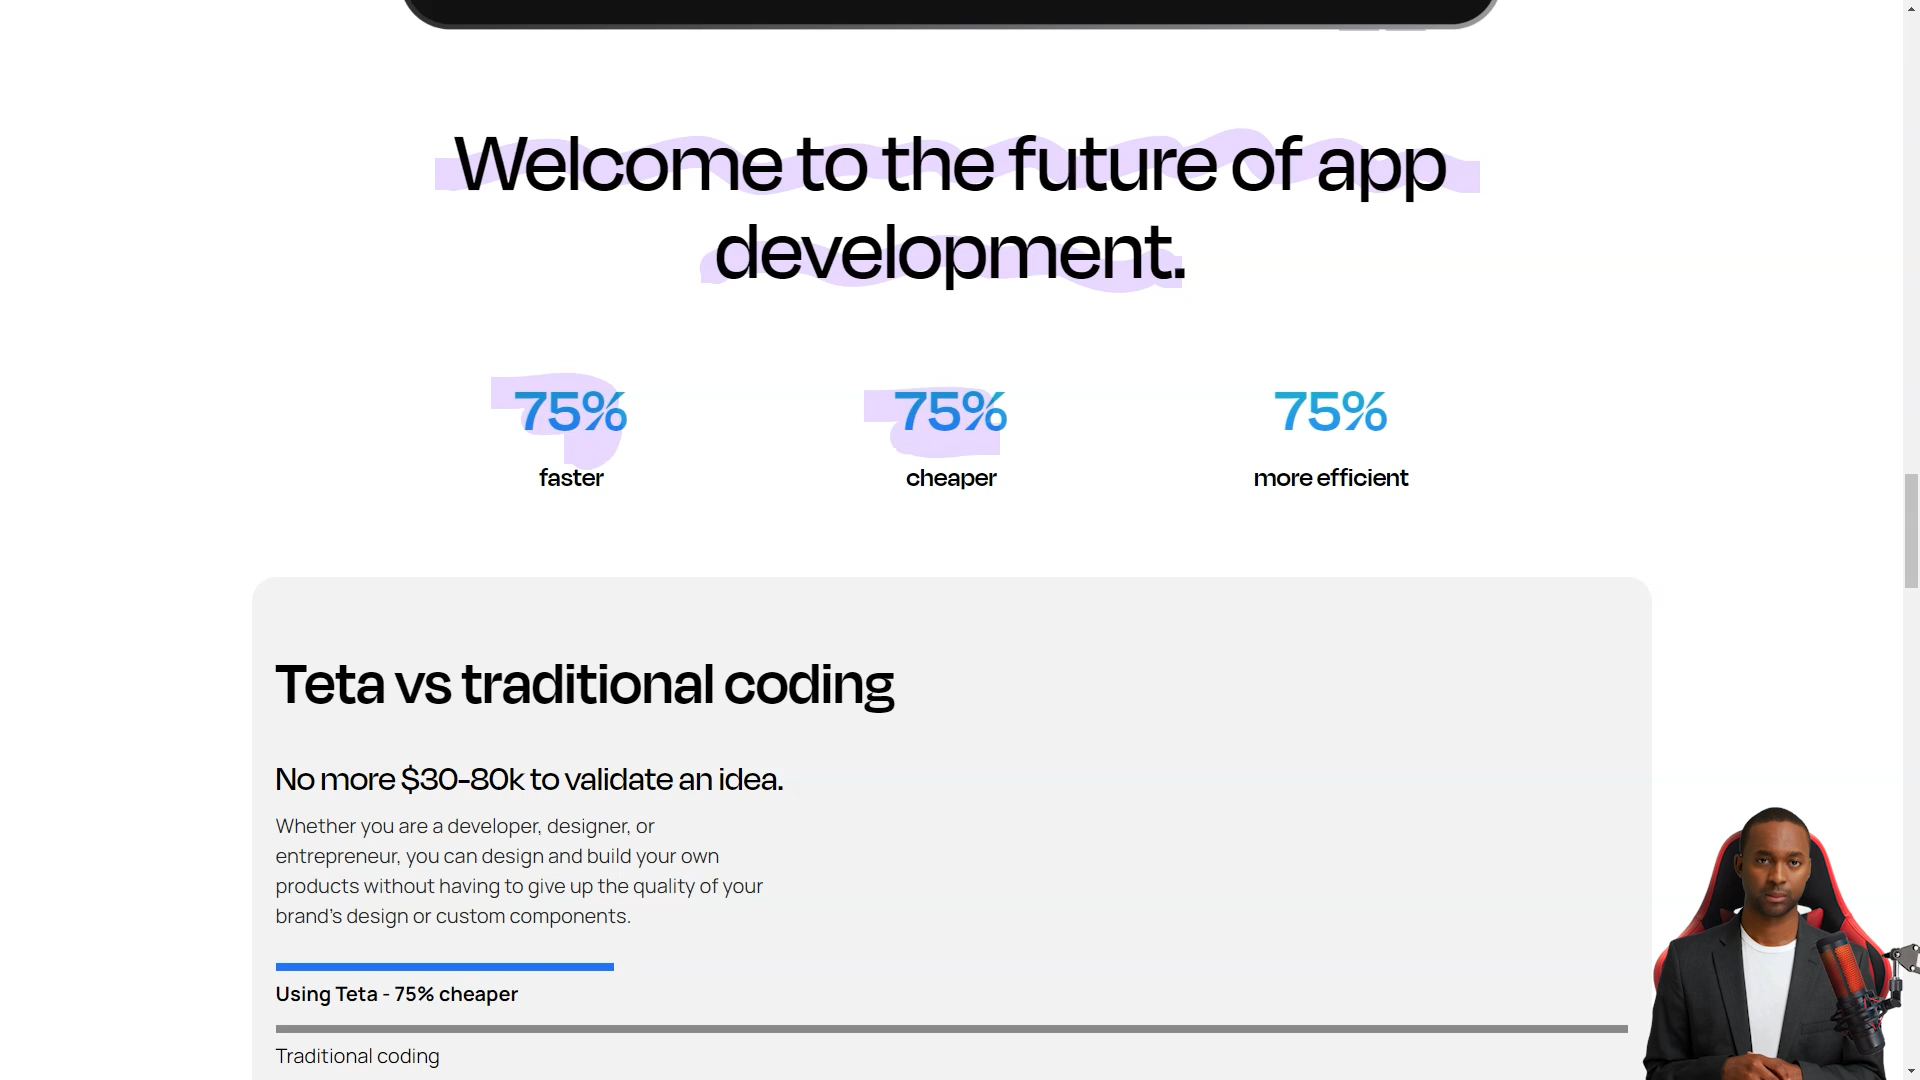 Welcome to the future of app
development.
75%
75%
75%
faster
cheaper
more efficient
Teta vs traditional coding
No more $30-80k to validate an idea.
Whether you are a developer, designer, or
entrepreneur, you can design and build your own
products without having to give up the quality of your
brand's design or custom components.
Using Teta - 75% cheaper
Traditional coding